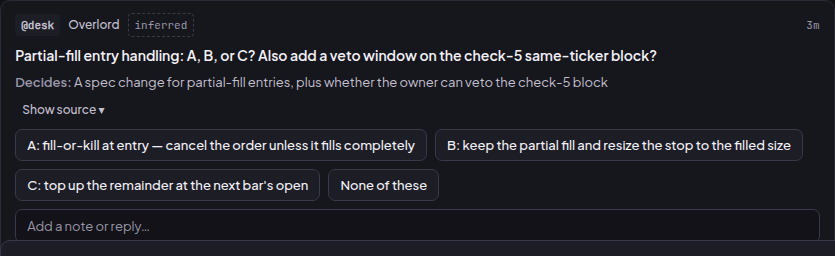 @desk Overlord inferred 3m
Partial-fill entry handling: A, B, or C? Also add a veto window on the check-5 same-ticker block?
Decides: A spec change for partial-fill entries, plus whether the owner can veto the check-5 block
Show source ▾
A: fill-or-kill at entry — cancel the order unless it fills completely B: keep the partial fill and resize the stop to the filled size
C: top up the remainder at the next bar's open None of these
Add a note or reply...